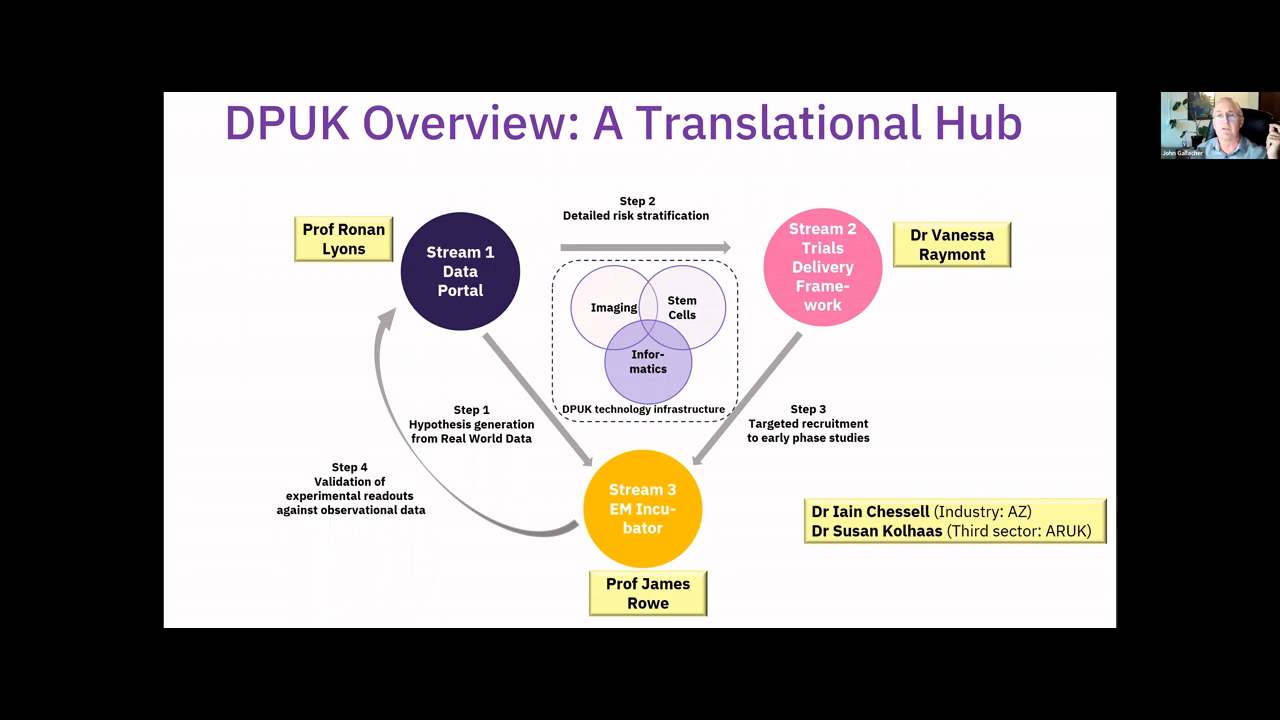 DPUK Overview: A Translational Hub
John Gallacher
Step 2
Detailed risk stratification
Prof Ronan
Lyons
Stream 1
Data
Portal
Stream 2
Trials
Delivery
Frame-
work
Dr Vanessa
Raymont
Imaging
Stem
Cells
Infor-
matics
DPUK technology infrastructure
Step 1
Hypothesis generation
from Real World Data
Step 3
Targeted recruitment
to early phase studies
Step 4
Validation of
experimental readouts
against observational data
Stream 3
EM Incu-
bator
Dr Iain Chessell (Industry: AZ)
Dr Susan Kolhaas (Third sector: ARUK)
Prof James
Rowe